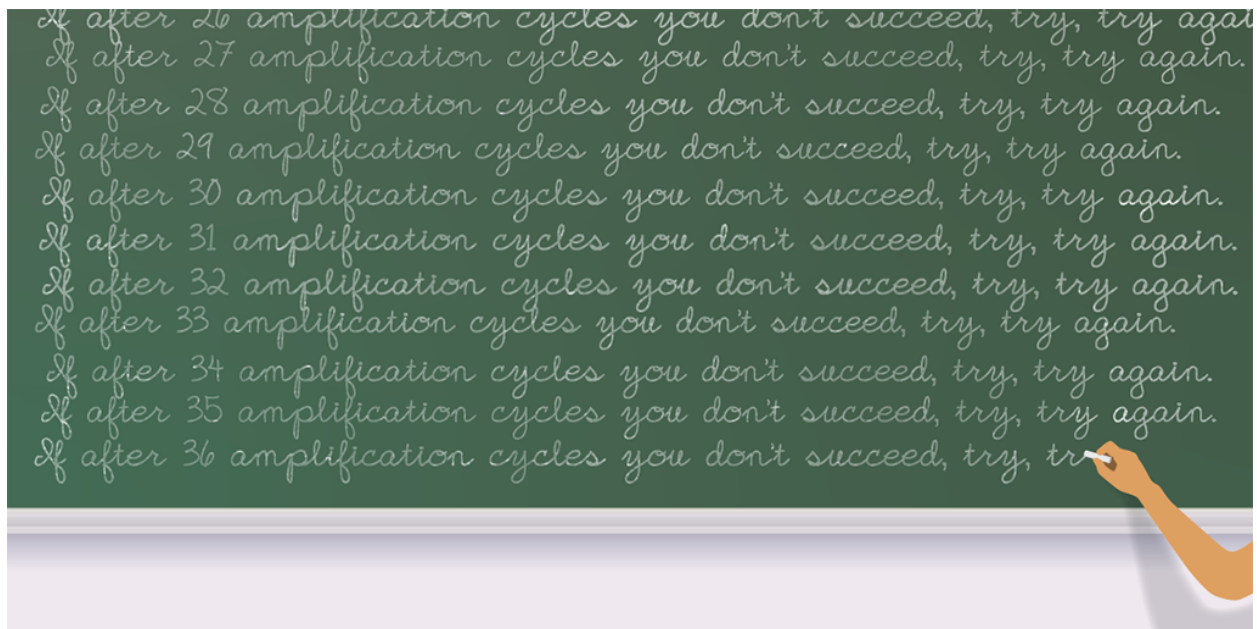 If after 26 amplification cycles you don't succeed, try, try agai
If after 27 amplification cycles you don't succeed, try, try again.
If after 28 amplification cycles you don't succeed, try, try again.
If after 29 amplification cycles you don't succeed, try, try again.
If after 30 amplification cycles you don't succeed, try, try again.
If after 31 amplification cycles you don't succeed, try, try again.
If after 32 amplification cycles you don't succeed, try, try again.
If after 33 amplification cycles you don't succeed, try, try again.
If after 34 amplification cycles you don't succeed, try, try again.
If after 35 amplification cycles you don't succeed, try, try again.
If after 36 amplification cycles you don't succeed, try, tr